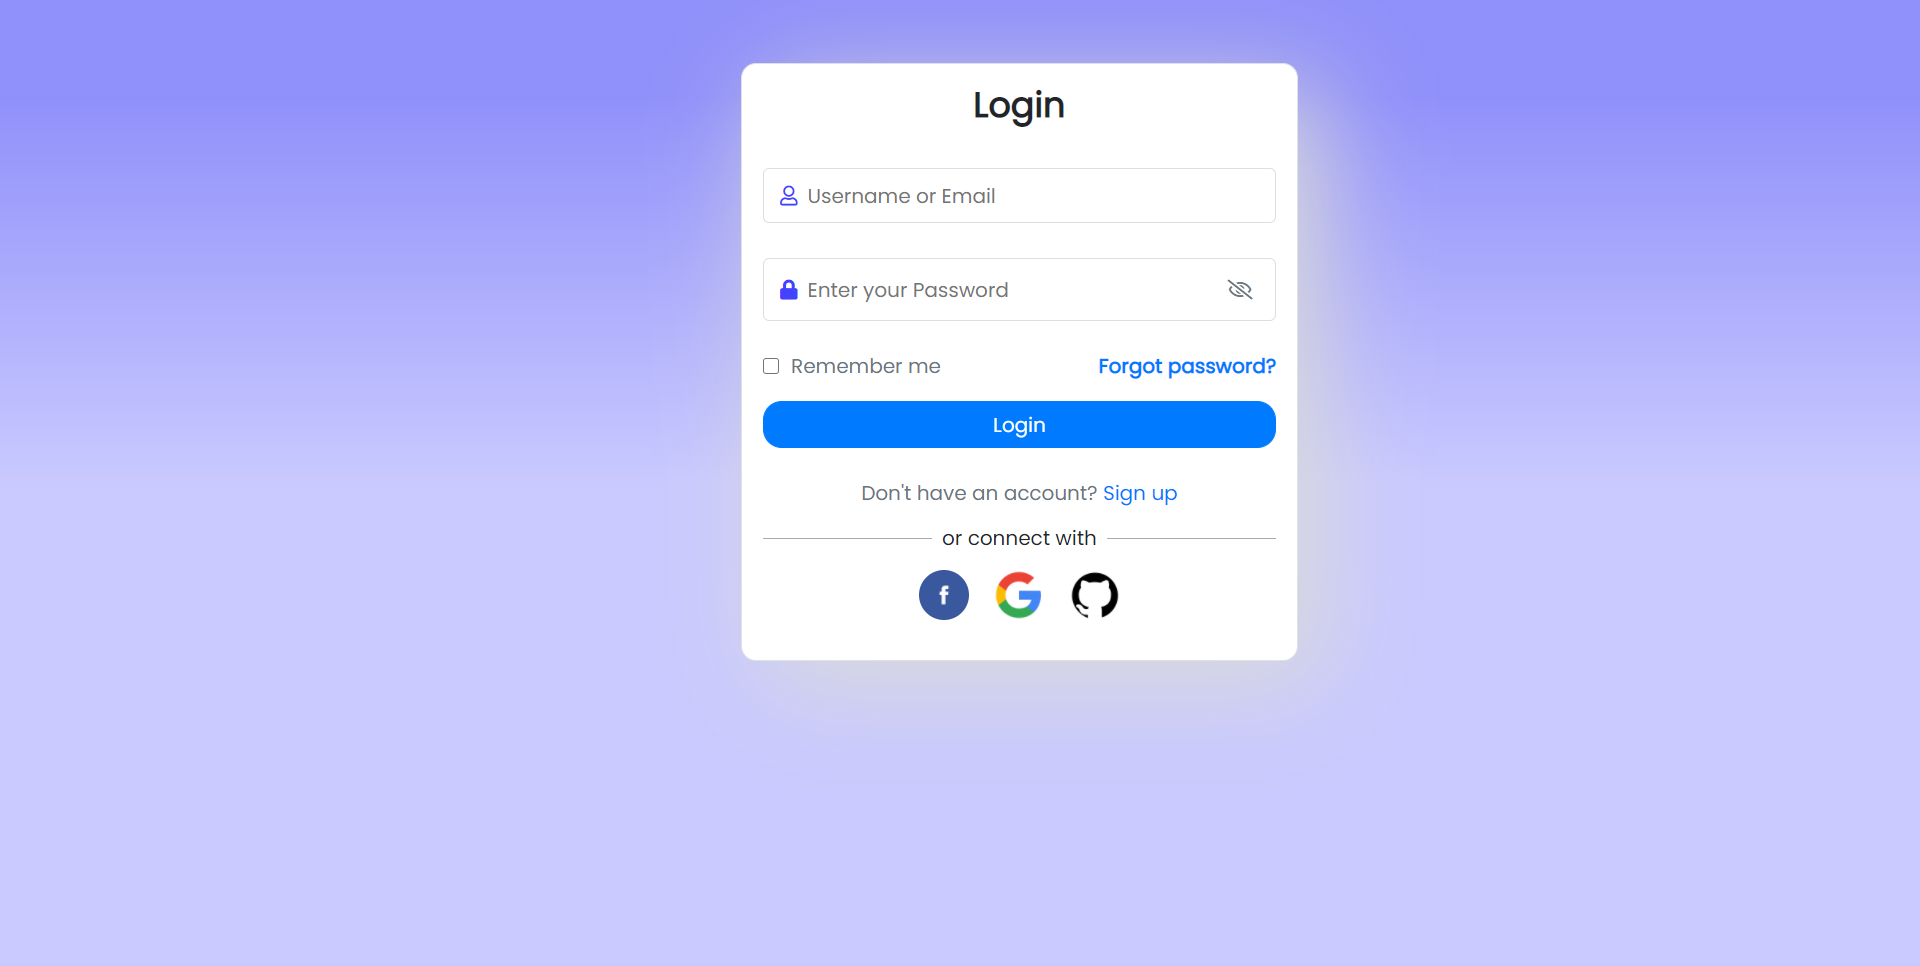 Login
Username or Email
Enter your Password
Remember me Forgot password?
Login
Don't have an account? Sign up
or connect with